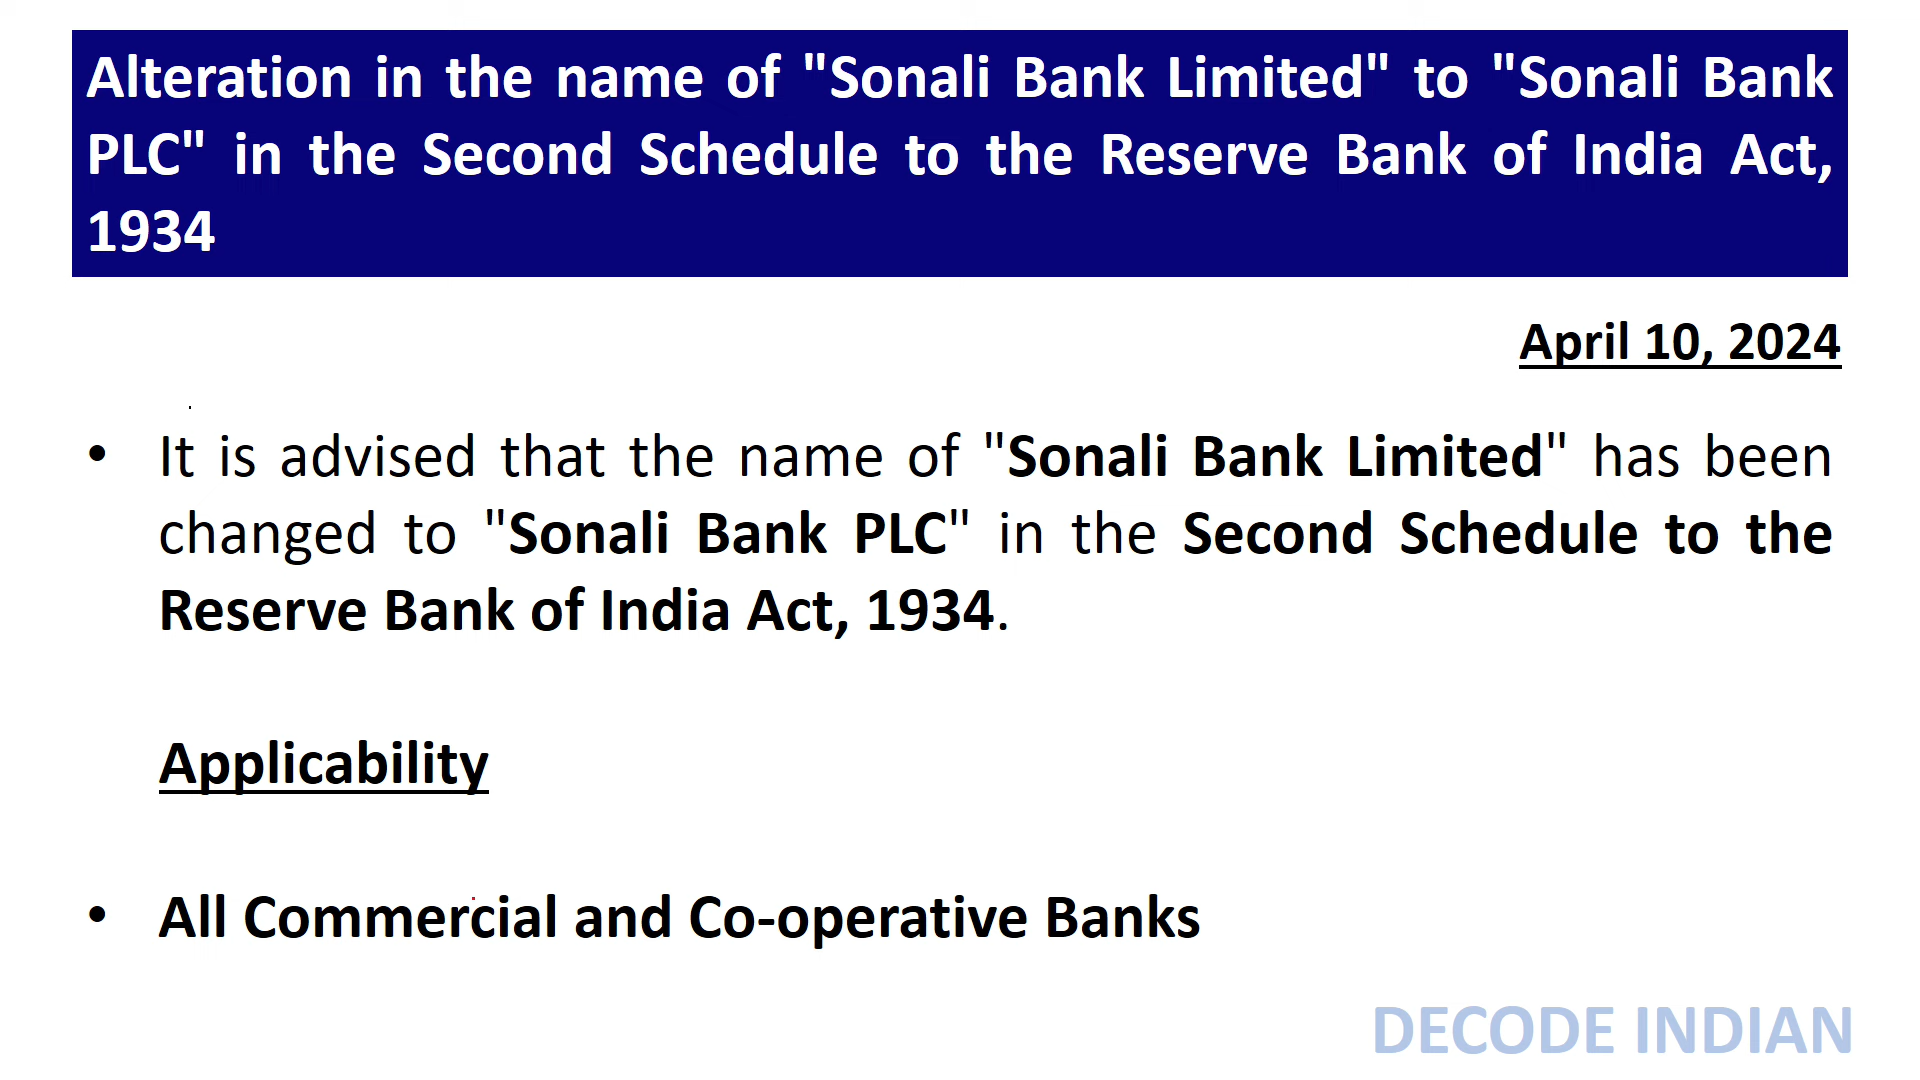 Alteration in the name of "Sonali Bank Limited" to "Sonali Bank
PLC" in the Second Schedule to the Reserve Bank of India Act,
1934
April 10, 2024
• It is advised that the name of "Sonali Bank Limited" has been
changed to "Sonali Bank PLC" in the Second Schedule to the
Reserve Bank of India Act, 1934.
Applicability
• All Commercial and Co-operative Banks
DECODE INDIAN